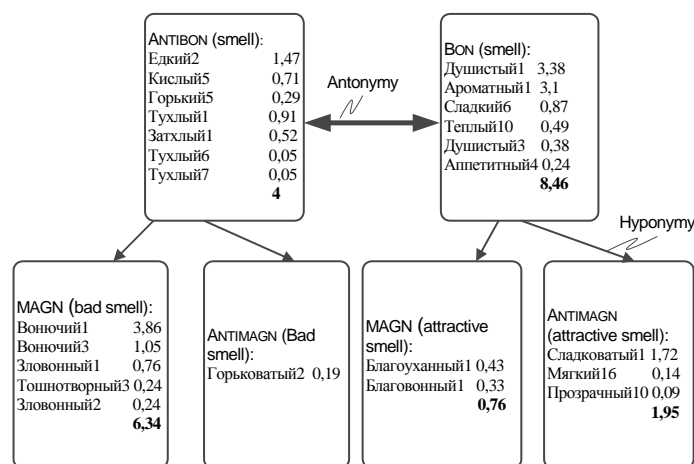 ANTIBON (smell):
Едкий2 1,47
Кислый5 0,71
Горький5 0,29
Тухлый1 0,91
Затхлый1 0,52
Тухлый6 0,05
Тухлый7 0,05
4
Antonymy
BON (smell):
Душистый1 3,38
Ароматный1 3,1
Сладкий6 0,87
Теплый10 0,49
Душистый3 0,38
Аппетитный4 0,24
8,46
Hyponymy
MAGN (bad smell):
Вонючий1 3,86
Вонючий3 1,05
Зловонный1 0,76
Тошнотворный3 0,24
Зловонный2 0,24
6,34
ANTIMAGN (Bad
smell):
Горьковатый2 0,19
MAGN (attractive
smell):
Благоуханный1 0,43
Благовонный1 0,33
0,76
ANTIMAGN
(attractive smell):
Сладковатый1 1,72
Мягкий16 0,14
Прозрачный10 0,09
1,95